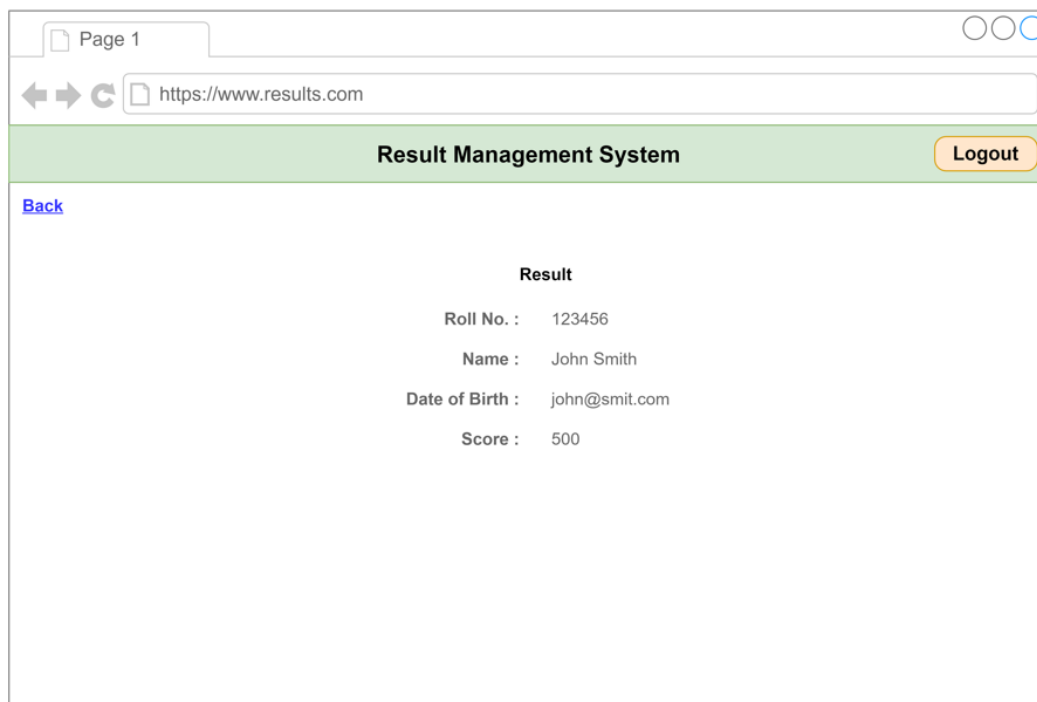 Page 1
https://www.results.com
Result Management System
Logout
Back
Result
Roll No. : 123456
Name : John Smith
Date of Birth : john@smit.com
Score : 500